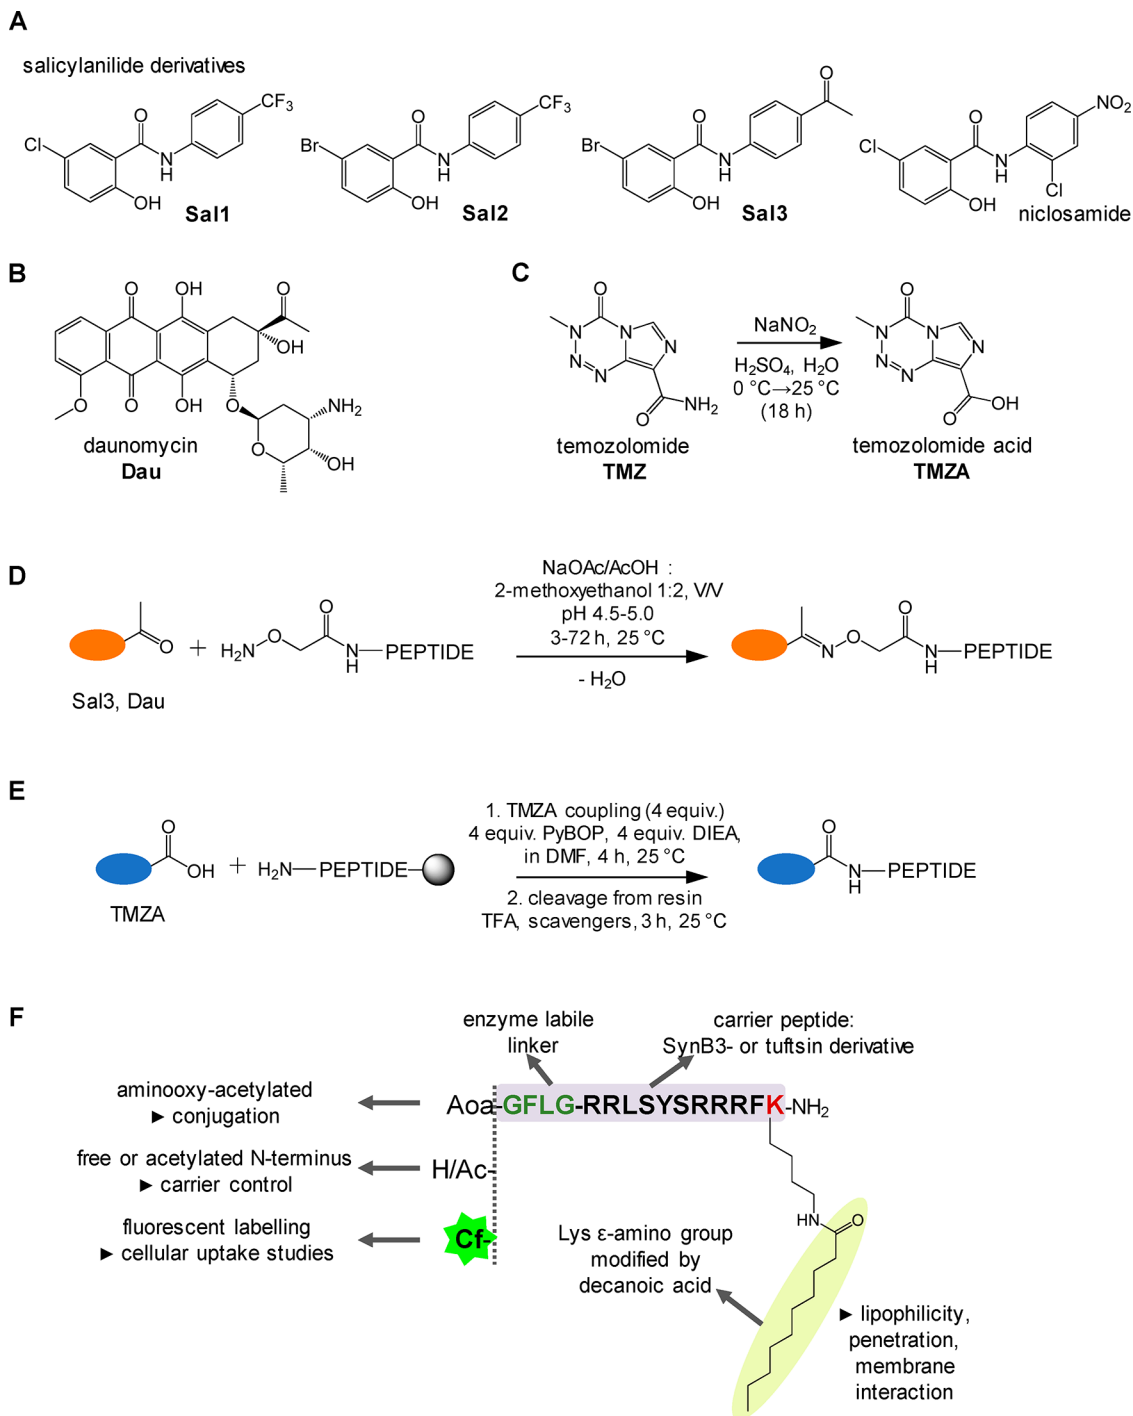 A
salicylanilide derivatives
Cl
O
N
H
OH
CF3
Sal1
Br
O
N
H
OH
CF3
Sal2
Br
O
N
H
OH
O
Sal3
Cl
O
N
H
OH
Cl
NO2
niclosamide
B
O
OH
O
OH
O
O
OH
O
NH2
O
OH
daunomycin
Dau
C
O
N
N
N
N
N
O
NH2
temozolomide
TMZ
NaNO2
H2SO4, H2O
0 °C→25 °C
(18 h)
O
N
N
N
N
N
O
OH
temozolomide acid
TMZA
D
O
Sal3, Dau
+
H2N
O
O
N
H
PEPTIDE
NaOAc/AcOH :
2-methoxyethanol 1:2, V/V
pH 4.5-5.0
3-72 h, 25 °C
- H2O
N
O
O
N
H
PEPTIDE
E
O
OH
TMZA
+
H2N—PEPTIDE
1. TMZA coupling (4 equiv.)
4 equiv. PyBOP, 4 equiv. DIEA,
in DMF, 4 h, 25 °C
2. cleavage from resin
TFA, scavengers, 3 h, 25 °C
O
N
H
PEPTIDE
F
enzyme labile
linker
carrier peptide:
SynB3- or tuftsin derivative
aminooxy-acetylated
► conjugation
Aoa-GFLG-RRLSYSRRRFK-NH2
free or acetylated N-terminus
► carrier control
H/Ac-
fluorescent labelling
► cellular uptake studies
Cf-
HN
O
Lys ε-amino group
modified by
decanoic acid
► lipophilicity,
penetration,
membrane
interaction